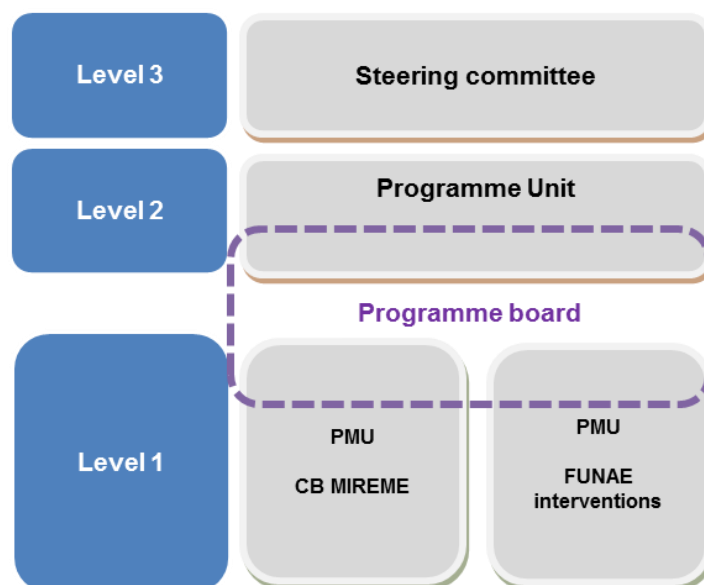 Level 3
Steering committee
Level 2
Programme Unit
Programme board
Level 1
PMU
CB MIREME
PMU
FUNAE
interventions